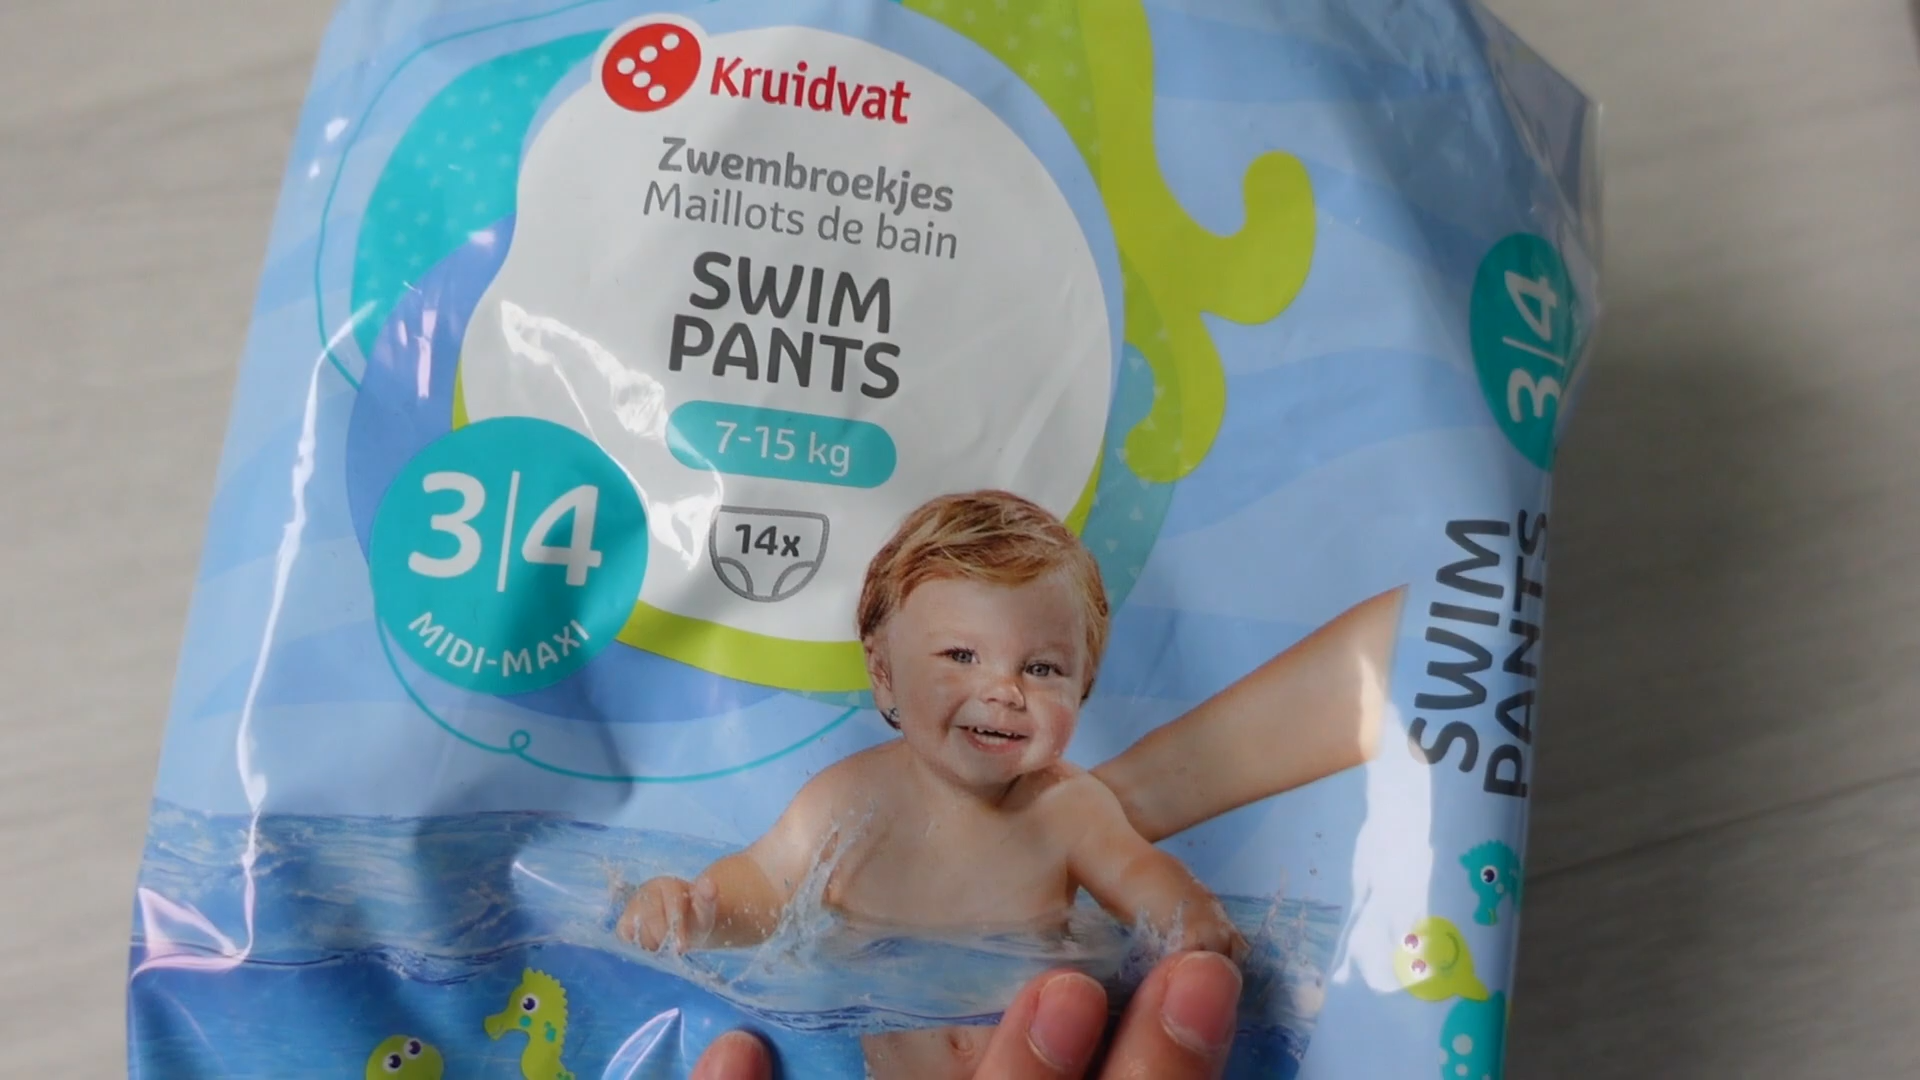 Kruidvat
Zwembroekjes
Maillots de bain
SWIM
PANTS
7-15 kg
14x
3|4
MIDI-MAXI
3|4
SWIM
PANTS